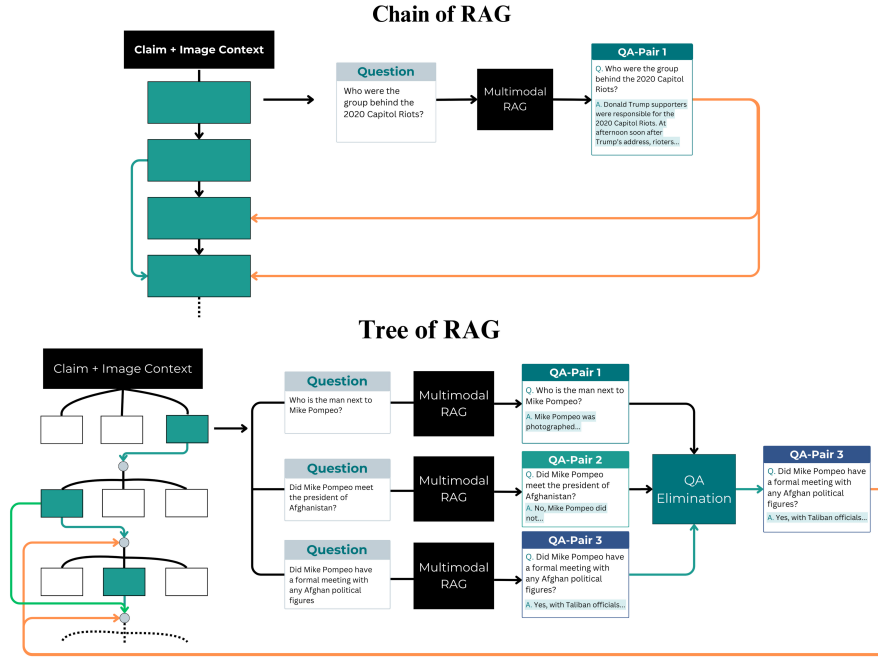 Chain of RAG
Claim + Image Context
Question
Who were the
group behind the
2020 Capitol Riots?
Multimodal
RAG
QA-Pair 1
Q. Who were the group
behind the 2020 Capitol
Riots?
A. Donald Trump supporters
were responsible for the
2020 Capitol Riots. At
afternoon soon after
Trump's address, rioters...
Tree of RAG
Claim + Image Context
Question
Who is the man next to
Mike Pompeo?
Multimodal
RAG
QA-Pair 1
Q. Who is the man next to
Mike Pompeo?
A. Mike Pompeo was
photographed...
Question
Did Mike Pompeo meet
the president of
Afghanistan?
Multimodal
RAG
QA-Pair 2
Q. Did Mike Pompeo
meet the president of
Afghanistan?
A. No, Mike Pompeo did
not...
Question
Did Mike Pompeo have
a formal meeting with
any Afghan political
figures
Multimodal
RAG
QA-Pair 3
Q. Did Mike Pompeo have
a formal meeting with
any Afghan political
figures?
A. Yes, with Taliban officials...
QA
Elimination
QA-Pair 3
Q. Did Mike Pompeo have
a formal meeting with
any Afghan political
figures?
A. Yes, with Taliban officials...